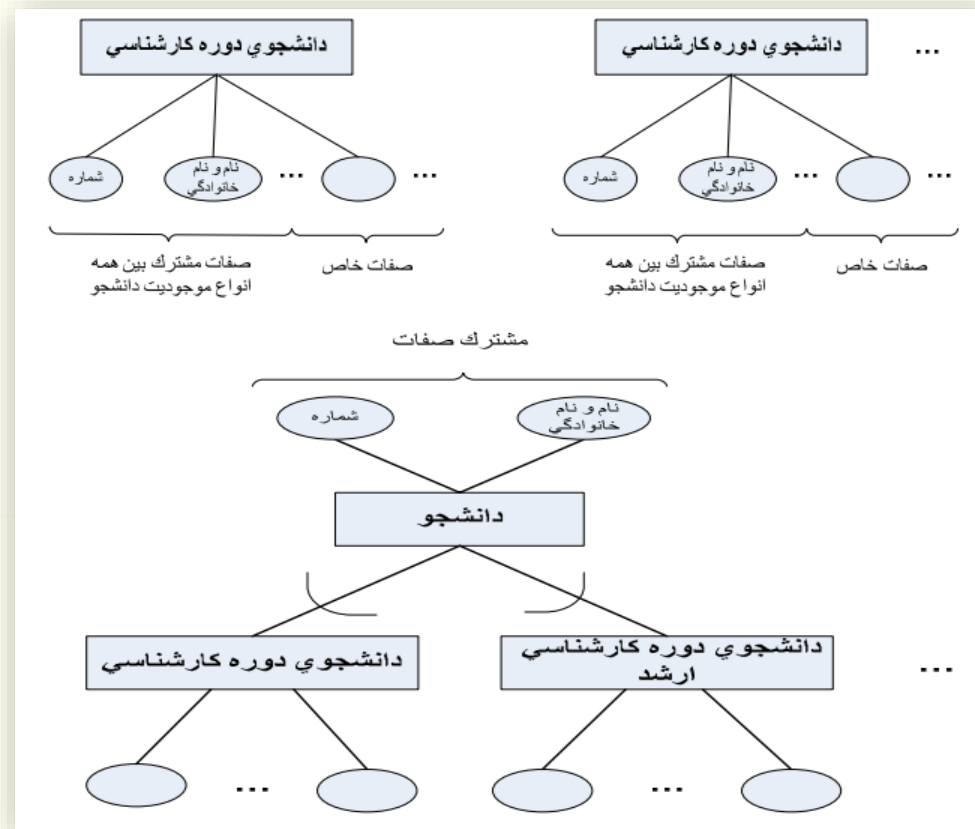 دانشجوي دوره كارشناسي
دانشجوي دوره كارشناسي
...
شماره
نام و نام
خانوادگي
...
...
شماره
نام و نام
خانوادگي
...
...
صفات مشترك بين همه
انواع موجوديت دانشجو
صفات خاص
صفات مشترك بين همه
انواع موجوديت دانشجو
صفات خاص
مشترك صفات
شماره
نام و نام
خانوادگي
دانشجو
دانشجوي دوره كارشناسي
دانشجوي دوره كارشناسي
ارشد
...
...
...